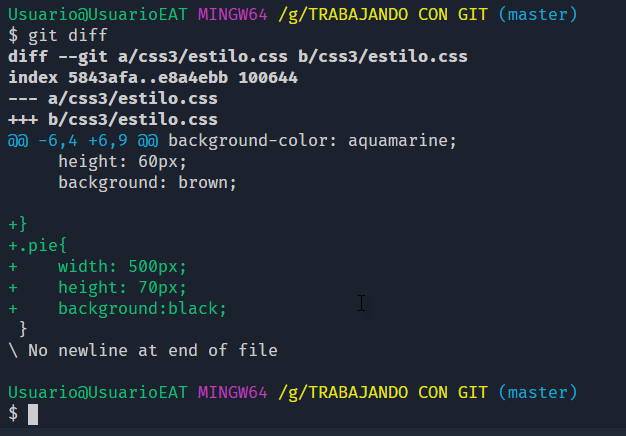 Usuario@UsuarioEAT MINGW64 /g/TRABAJANDO CON GIT (master)
$ git diff
diff --git a/css3/estilo.css b/css3/estilo.css
index 5843afa..e8a4ebb 100644
--- a/css3/estilo.css
+++ b/css3/estilo.css
@@ -6,4 +6,9 @@ background-color: aquamarine;
     height: 60px;
     background: brown;

+}
+.pie{
+    width: 500px;
+    height: 70px;
+    background:black;
 }
\ No newline at end of file

Usuario@UsuarioEAT MINGW64 /g/TRABAJANDO CON GIT (master)
$